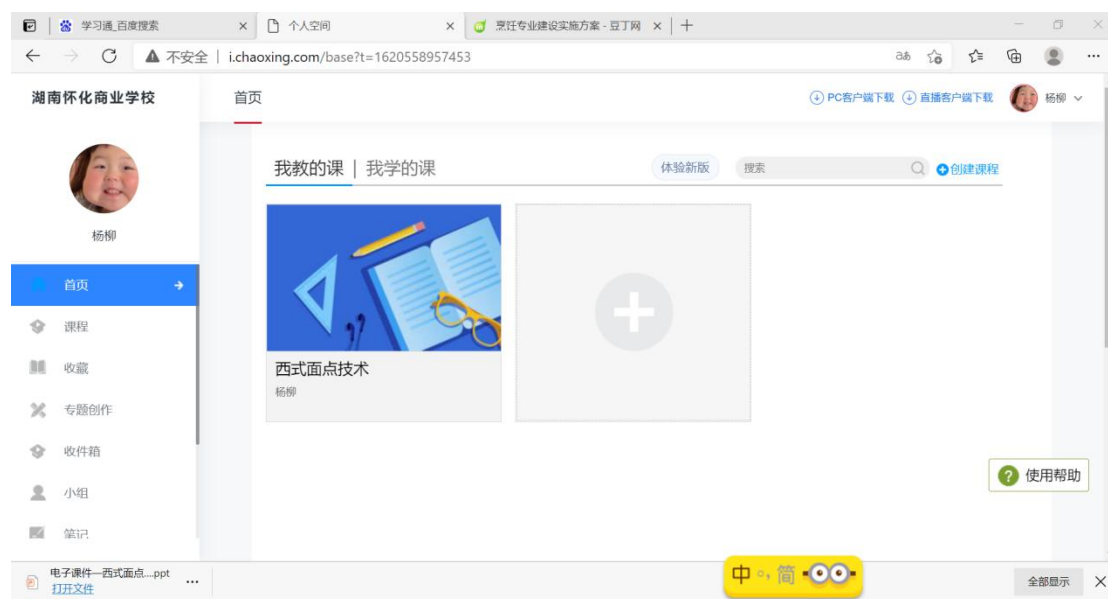 学习通_百度搜索
个人空间
烹饪专业建设实施方案 - 豆丁网
不安全 | i.chaoxing.com/base?t=1620558957453
湖南怀化商业学校
首页
PC客户端下载
直播客户端下载
杨柳
杨柳
首页
课程
收藏
专题创作
收件箱
小组
笔记
我教的课 | 我学的课
体验新版
搜索
创建课程
西式面点技术
杨柳
? 使用帮助
电子课件—西式面点....ppt
打开文件
中 °, 简
全部显示